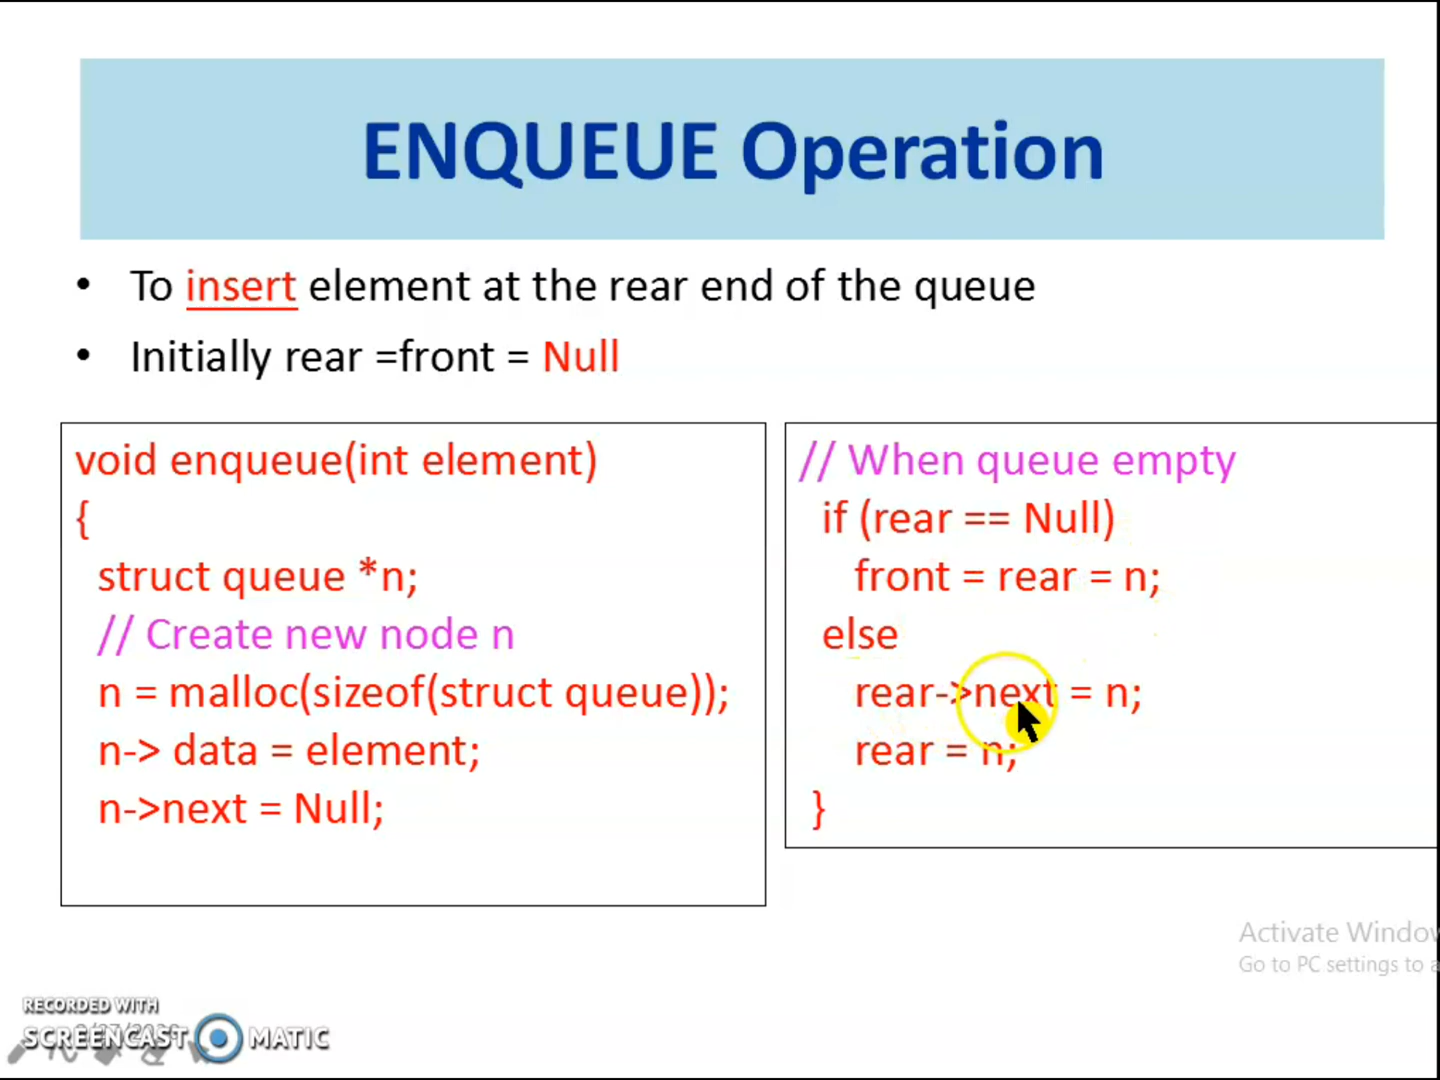 ENQUEUE Operation
• To insert element at the rear end of the queue
• Initially rear =front = Null
void enqueue(int element)
{
struct queue *n;
// Create new node n
n = malloc(sizeof(struct queue));
n-> data = element;
n->next = Null;
// When queue empty
if (rear == Null)
front = rear = n;
else
rear->next = n;
rear = n;
}
Activate Window
Go to PC settings to a
RECORDED WITH
SCREENCAST MATIC